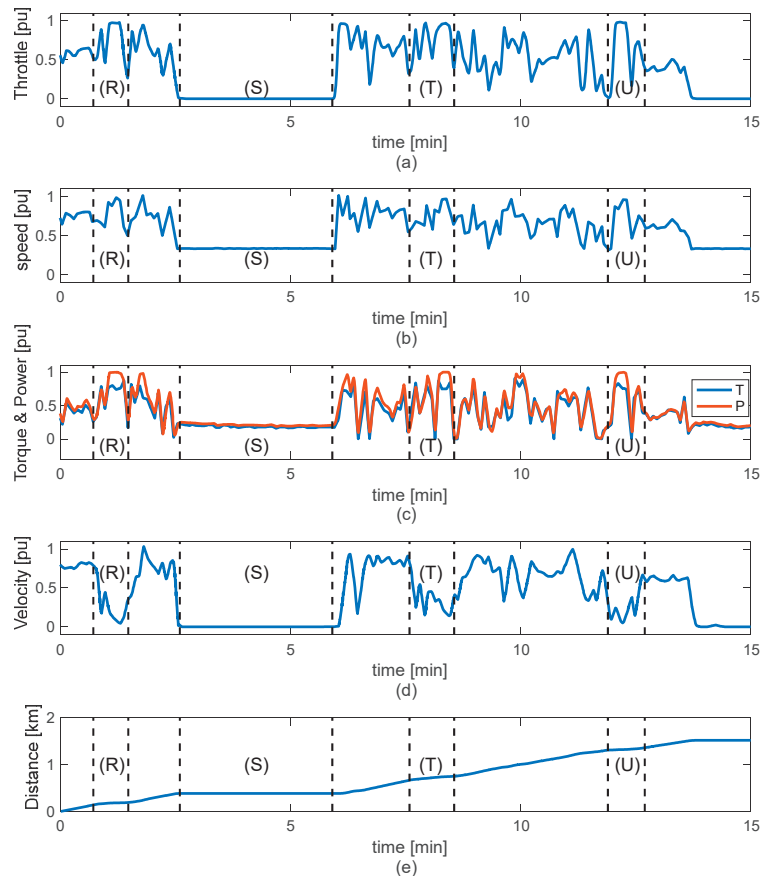 Throttle [pu]
1
0.5
0
(R)
(S)
(T)
(U)
0
5
10
15
time [min]
(a)
speed [pu]
1
0.5
0
(R)
(S)
(T)
(U)
0
5
10
15
time [min]
(b)
Torque & Power [pu]
1
0.5
0
(R)
(S)
(T)
(U)
T
P
0
5
10
15
time [min]
(c)
Velocity [pu]
1
0.5
0
(R)
(S)
(T)
(U)
0
5
10
15
time [min]
(d)
Distance [km]
2
1
0
(R)
(S)
(T)
(U)
0
5
10
15
time [min]
(e)